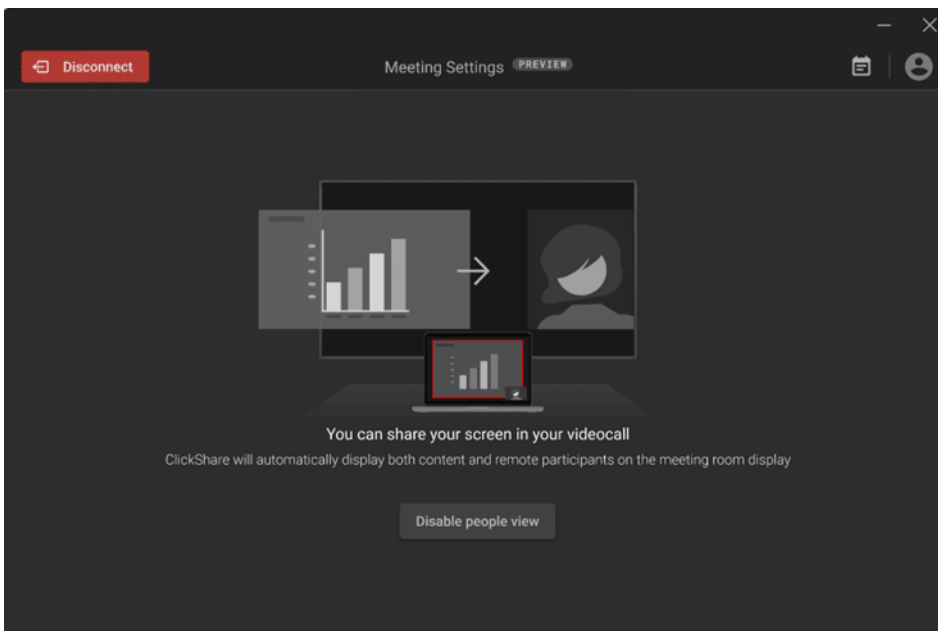 Disconnect
Meeting Settings PREVIEW
You can share your screen in your videocall
ClickShare will automatically display both content and remote participants on the meeting room display
Disable people view